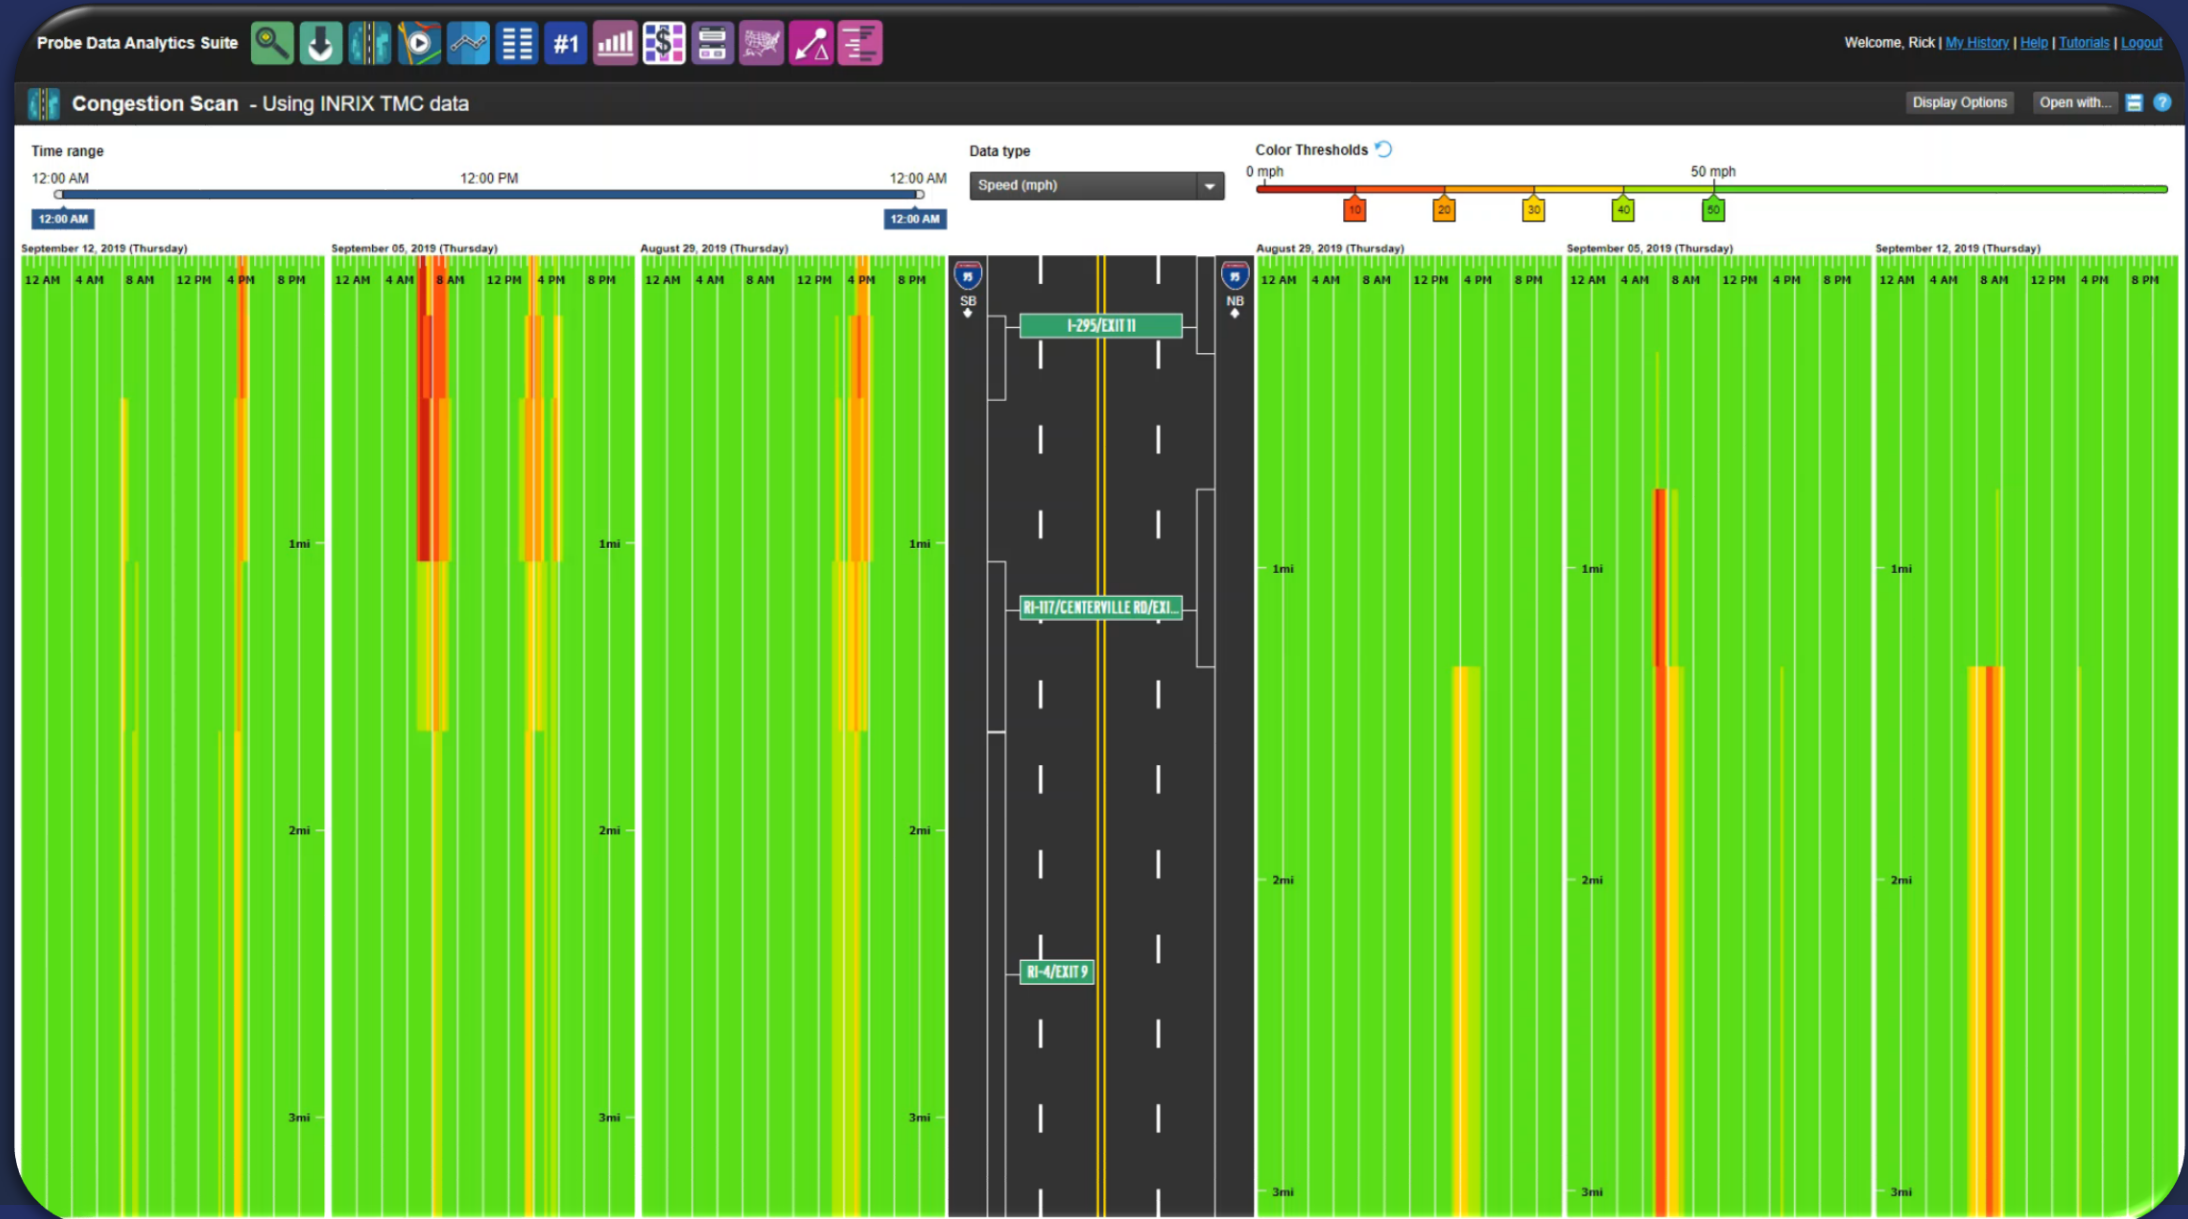 Probe Data Analytics Suite
#1
$
Welcome, Rick | My History | Help | Tutorials | Logout
Congestion Scan - Using INRIX TMC data
Display Options
Open with...
?
Time range
12:00 AM 12:00 PM 12:00 AM
12:00 AM 12:00 AM
Data type
Speed (mph)
Color Thresholds
0 mph 50 mph
10 20 30 40 50
September 12, 2019 (Thursday) September 05, 2019 (Thursday) August 29, 2019 (Thursday)
August 29, 2019 (Thursday) September 05, 2019 (Thursday) September 12, 2019 (Thursday)
12 AM 4 AM 8 AM 12 PM 4 PM 8 PM
12 AM 4 AM 8 AM 12 PM 4 PM 8 PM
12 AM 4 AM 8 AM 12 PM 4 PM 8 PM
95
SB
95
NB
12 AM 4 AM 8 AM 12 PM 4 PM 8 PM
12 AM 4 AM 8 AM 12 PM 4 PM 8 PM
12 AM 4 AM 8 AM 12 PM 4 PM 8 PM
I-295/EXIT 11
1mi 1mi 1mi
1mi 1mi 1mi
RI-117/CENTERVILLE RD/EXI...
2mi 2mi 2mi
2mi 2mi 2mi
RI-4/EXIT 9
3mi 3mi 3mi
3mi 3mi 3mi